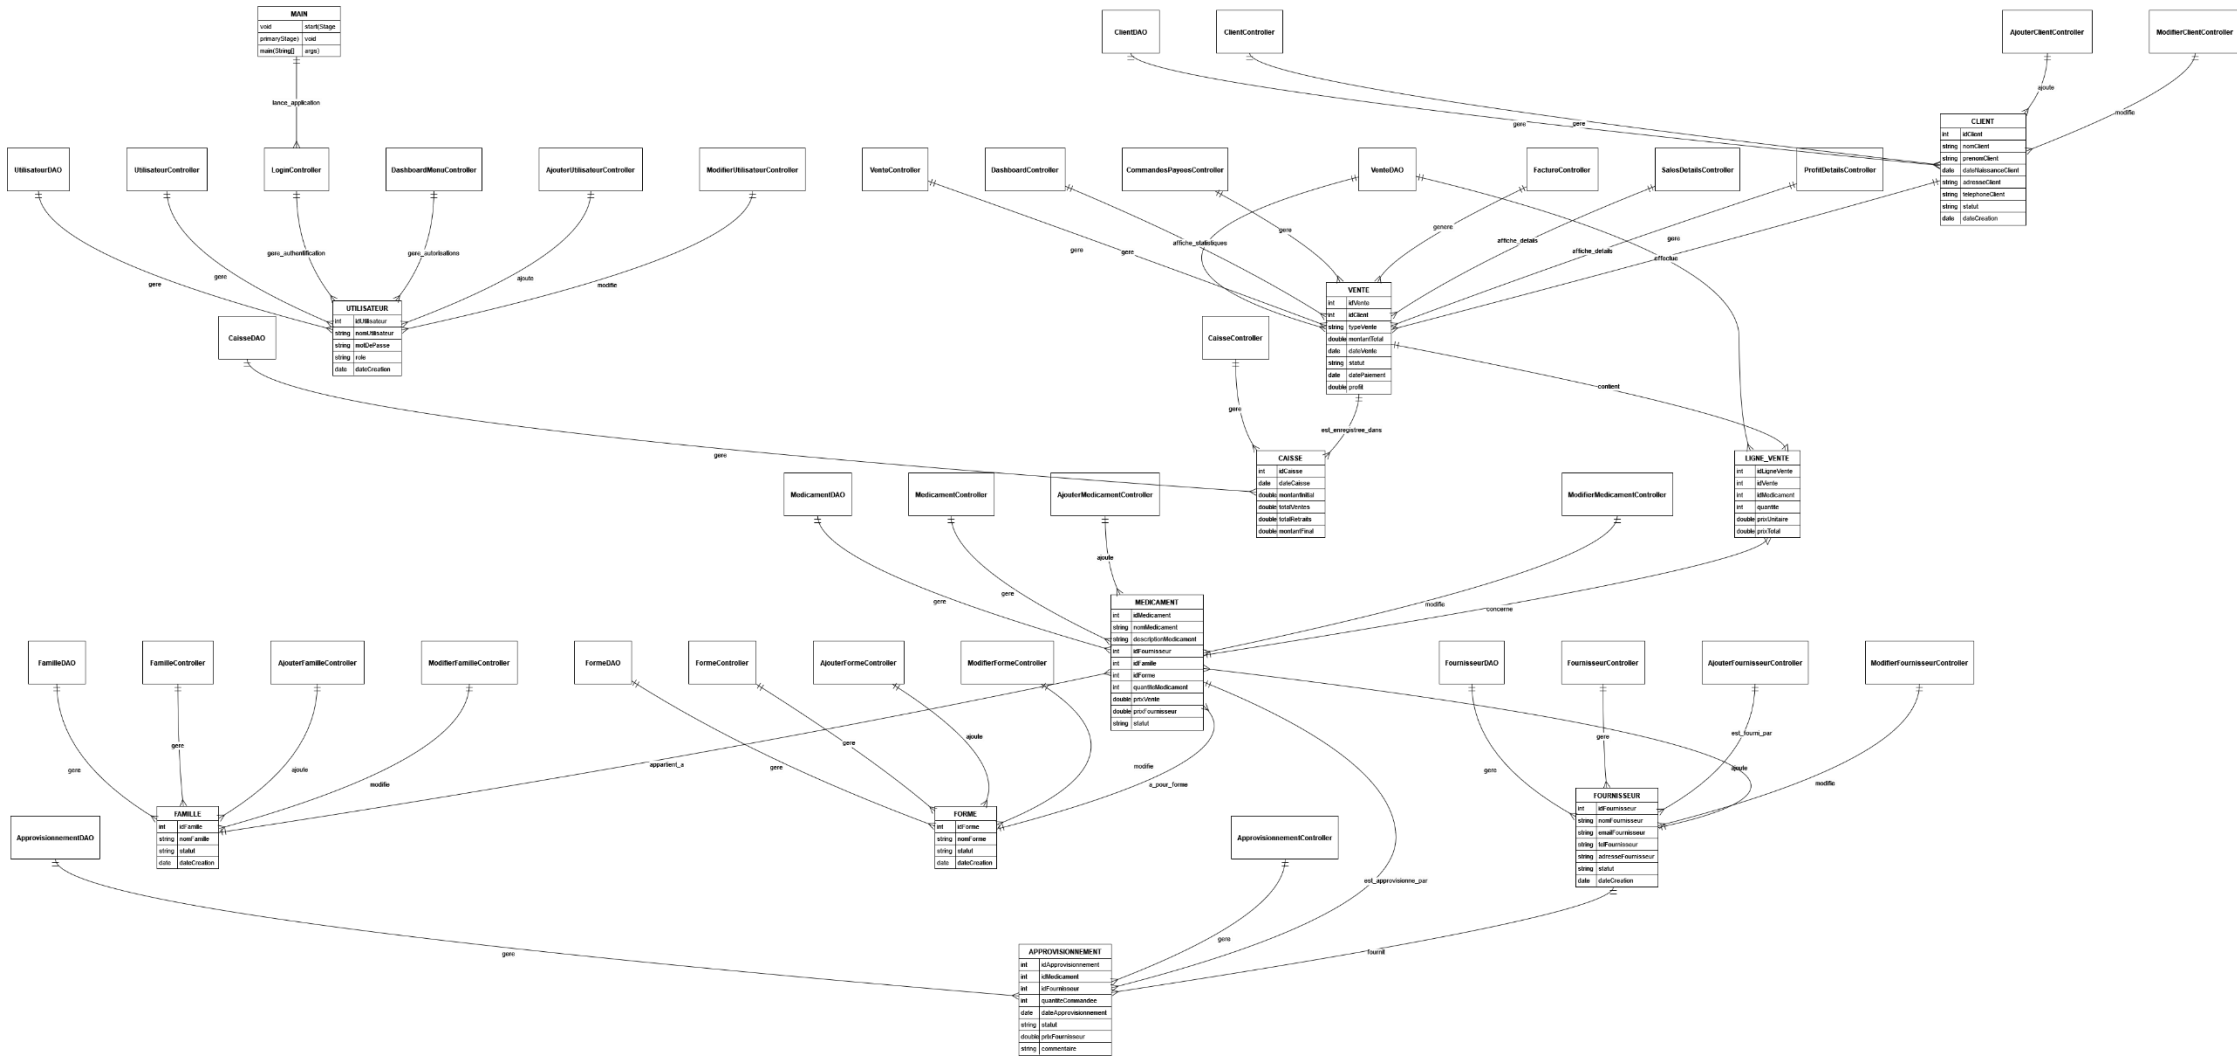 MAIN
void start(Stage
primaryStage) void
main(String[] args)
lance_application
ClientDAO
ClientController
AjouterClientController
ModifierClientController
gere
gere
ajoute
modifie
CLIENT
int idClient
string nomClient
string prenomClient
date dateNaissanceClient
string adresseClient
string telephoneClient
string statut
date dateCreation
UtilisateurDAO
UtilisateurController
LoginController
DashboardMenuController
AjouterUtilisateurController
ModifierUtilisateurController
VenteController
DashboardController
CommandesPayeesController
VenteDAO
FactureController
SalesDetailsController
ProfitDetailsController
gere
gere
gere_authentification
gere_autorisations
ajoute
modifie
gere
gere
affiche_statistiques
gere
genere
affiche_details
affiche_details
gere
effectue
UTILISATEUR
int idUtilisateur
string nomUtilisateur
string motDePasse
string role
date dateCreation
VENTE
int idVente
int idClient
string typeVente
double montantTotal
date dateVente
string statut
date datePaiement
double profit
CaisseDAO
CaisseController
gere
gere
est_enregistree_dans
contient
CAISSE
int idCaisse
date dateCaisse
double montantInitial
double totalVentes
double totalRetraits
double montantFinal
LIGNE_VENTE
int idLigneVente
int idVente
int idMedicament
int quantite
double prixUnitaire
double prixTotal
MedicamentDAO
MedicamentController
AjouterMedicamentController
ModifierMedicamentController
gere
gere
ajoute
modifie
concerne
MEDICAMENT
int idMedicament
string nomMedicament
string descriptionMedicament
int idFournisseur
int idFamille
int idForme
int quantiteMedicament
double prixVente
double prixFournisseur
string statut
FamilleDAO
FamilleController
AjouterFamilleController
ModifierFamilleController
FormeDAO
FormeController
AjouterFormeController
ModifierFormeController
FournisseurDAO
FournisseurController
AjouterFournisseurController
ModifierFournisseurController
gere
gere
ajoute
modifie
appartient_a
gere
gere
ajoute
modifie
a_pour_forme
gere
gere
est_fourni_par
ajoute
modifie
FAMILLE
int idFamille
string nomFamille
string statut
date dateCreation
FORME
int idForme
string nomForme
string statut
date dateCreation
FOURNISSEUR
int idFournisseur
string nomFournisseur
string emailFournisseur
string telFournisseur
string adresseFournisseur
string statut
date dateCreation
ApprovisionnementDAO
ApprovisionnementController
gere
gere
est_approvisionne_par
fournit
APPROVISIONNEMENT
int idApprovisionnement
int idMedicament
int idFournisseur
int quantiteCommandee
date dateApprovisionnement
string statut
double prixFournisseur
string commentaire